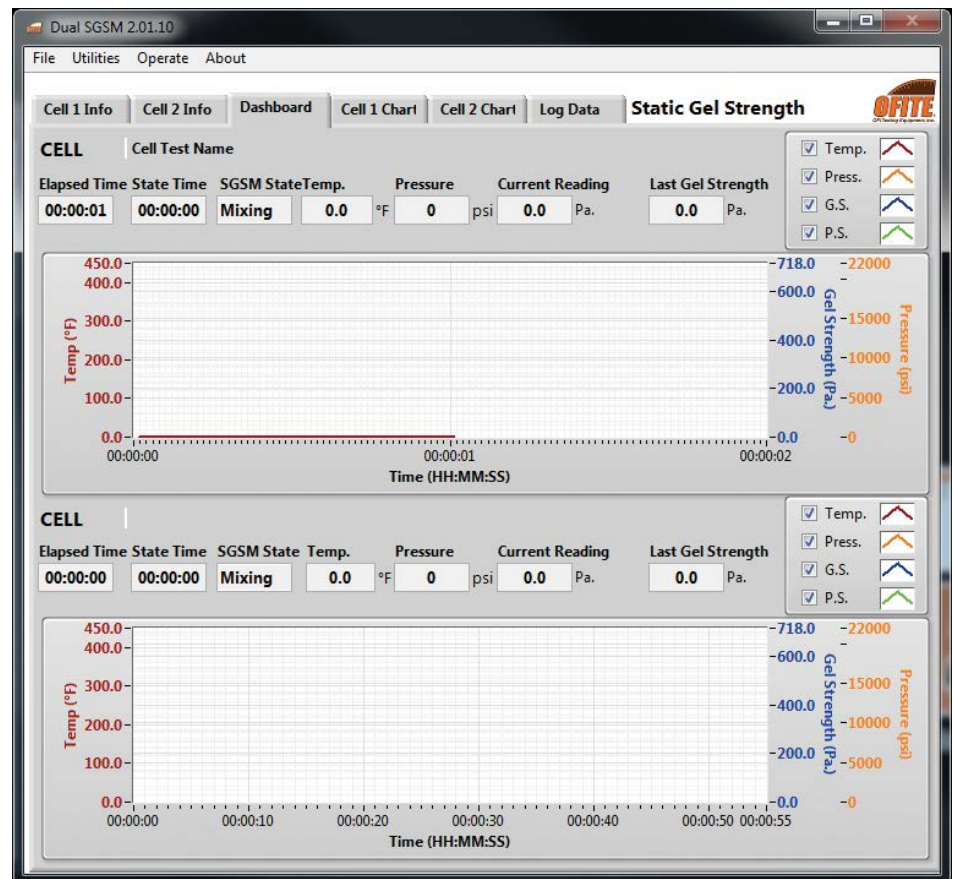 Dual SGSM 2.01.10
File Utilities Operate About
Cell 1 Info Cell 2 Info Dashboard Cell 1 Chart Cell 2 Chart Log Data Static Gel Strength OFITE
OFI Testing Equipment, Inc.
CELL Cell Test Name
Elapsed Time State Time SGSM State Temp. Pressure Current Reading Last Gel Strength
00:00:01 00:00:00 Mixing 0.0 °F 0 psi 0.0 Pa. 0.0 Pa.
Temp.
Press.
G.S.
P.S.
450.0
400.0
300.0
200.0
100.0
0.0
Temp (°F)
718.0
600.0
400.0
200.0
0.0
Gel Strength (Pa.)
22000
15000
10000
5000
0
Pressure (psi)
00:00:00 00:00:01 00:00:02
Time (HH:MM:SS)
CELL
Elapsed Time State Time SGSM State Temp. Pressure Current Reading Last Gel Strength
00:00:00 00:00:00 Mixing 0.0 °F 0 psi 0.0 Pa. 0.0 Pa.
Temp.
Press.
G.S.
P.S.
450.0
400.0
300.0
200.0
100.0
0.0
Temp (°F)
718.0
600.0
400.0
200.0
0.0
Gel Strength (Pa.)
22000
15000
10000
5000
0
Pressure (psi)
00:00:00 00:00:10 00:00:20 00:00:30 00:00:40 00:00:50 00:00:55
Time (HH:MM:SS)